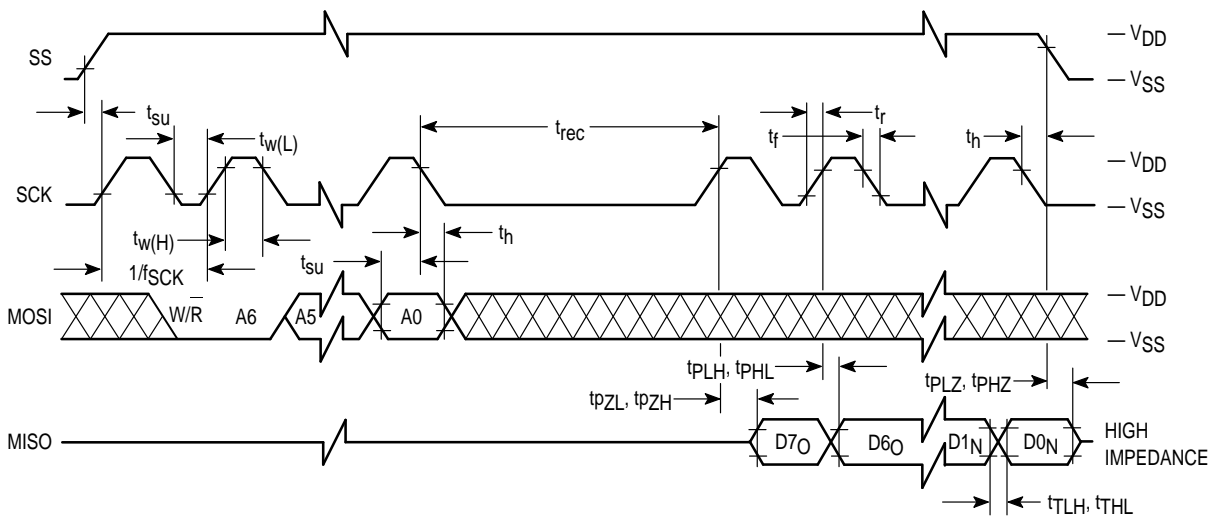 SS
VDD
VSS
tsu
tw(L)
trec
tf
tr
th
SCK
VDD
VSS
tw(H)
1/fSCK
tsu
th
MOSI
W/R̅
A6
A5
A0
VDD
VSS
tPLH, tPHL
tPZL, tPZH
tPLZ, tPHZ
MISO
D7O
D6O
D1N
D0N
HIGH
IMPEDANCE
tTLH, tTHL